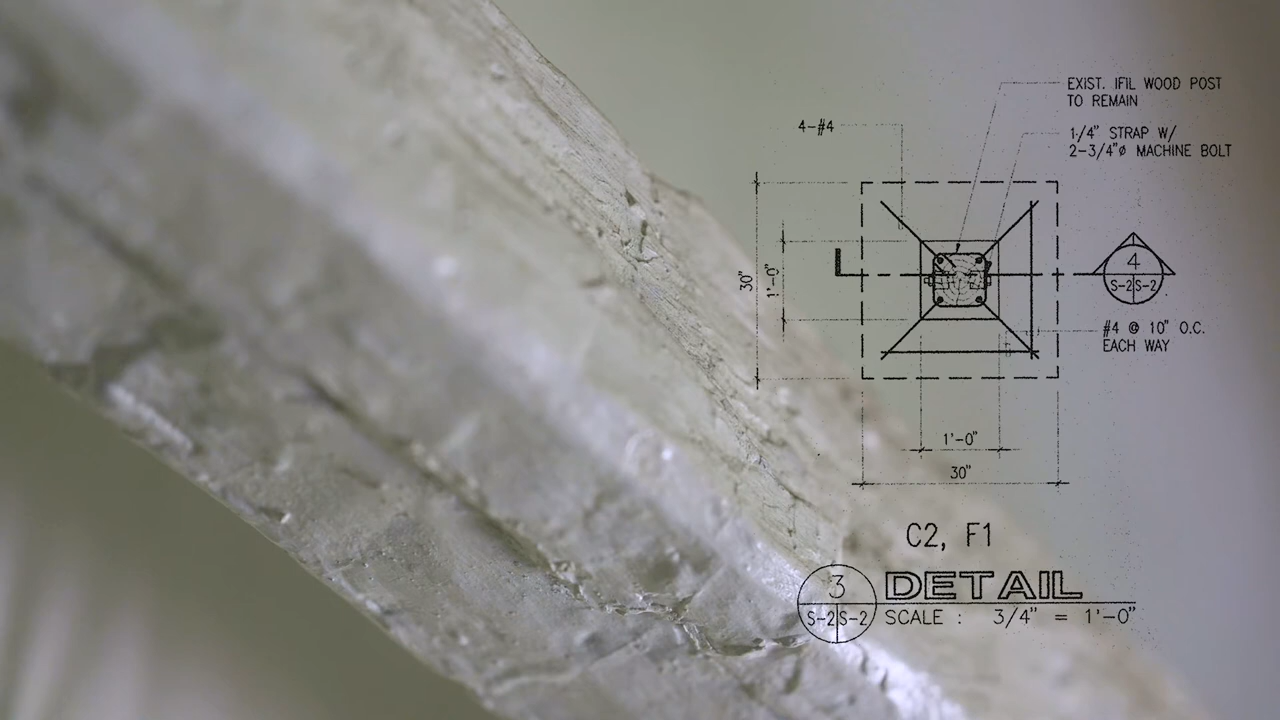 EXIST. IFIL WOOD POST
TO REMAIN
4-#4
1/4" STRAP W/
2-3/4"ø MACHINE BOLT
30"
1'-0"
4
S-2 S-2
#4 @ 10" O.C.
EACH WAY
1'-0"
30"
C2, F1
3
S-2 S-2
DETAIL
SCALE : 3/4" = 1'-0"